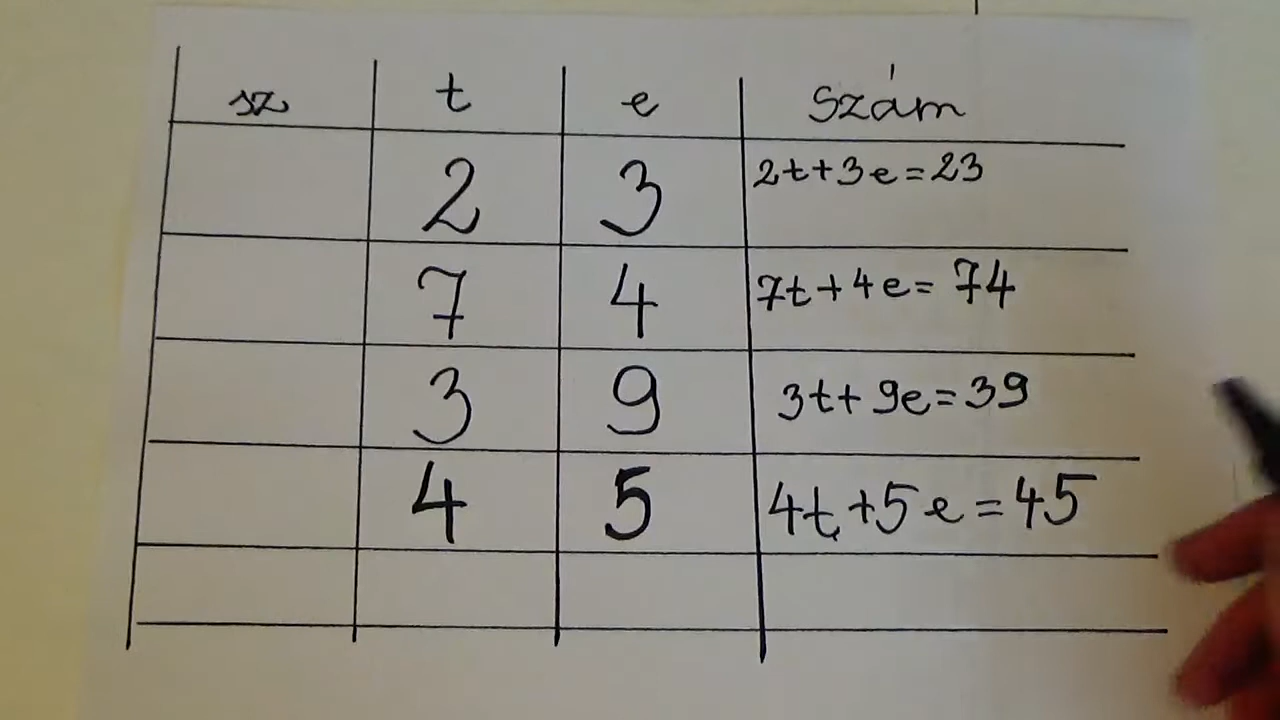 sz t e Szám
2 3 2t+3e=23
7 4 7t+4e= 74
3 9 3t+9e=39
4 5 4t+5e=45